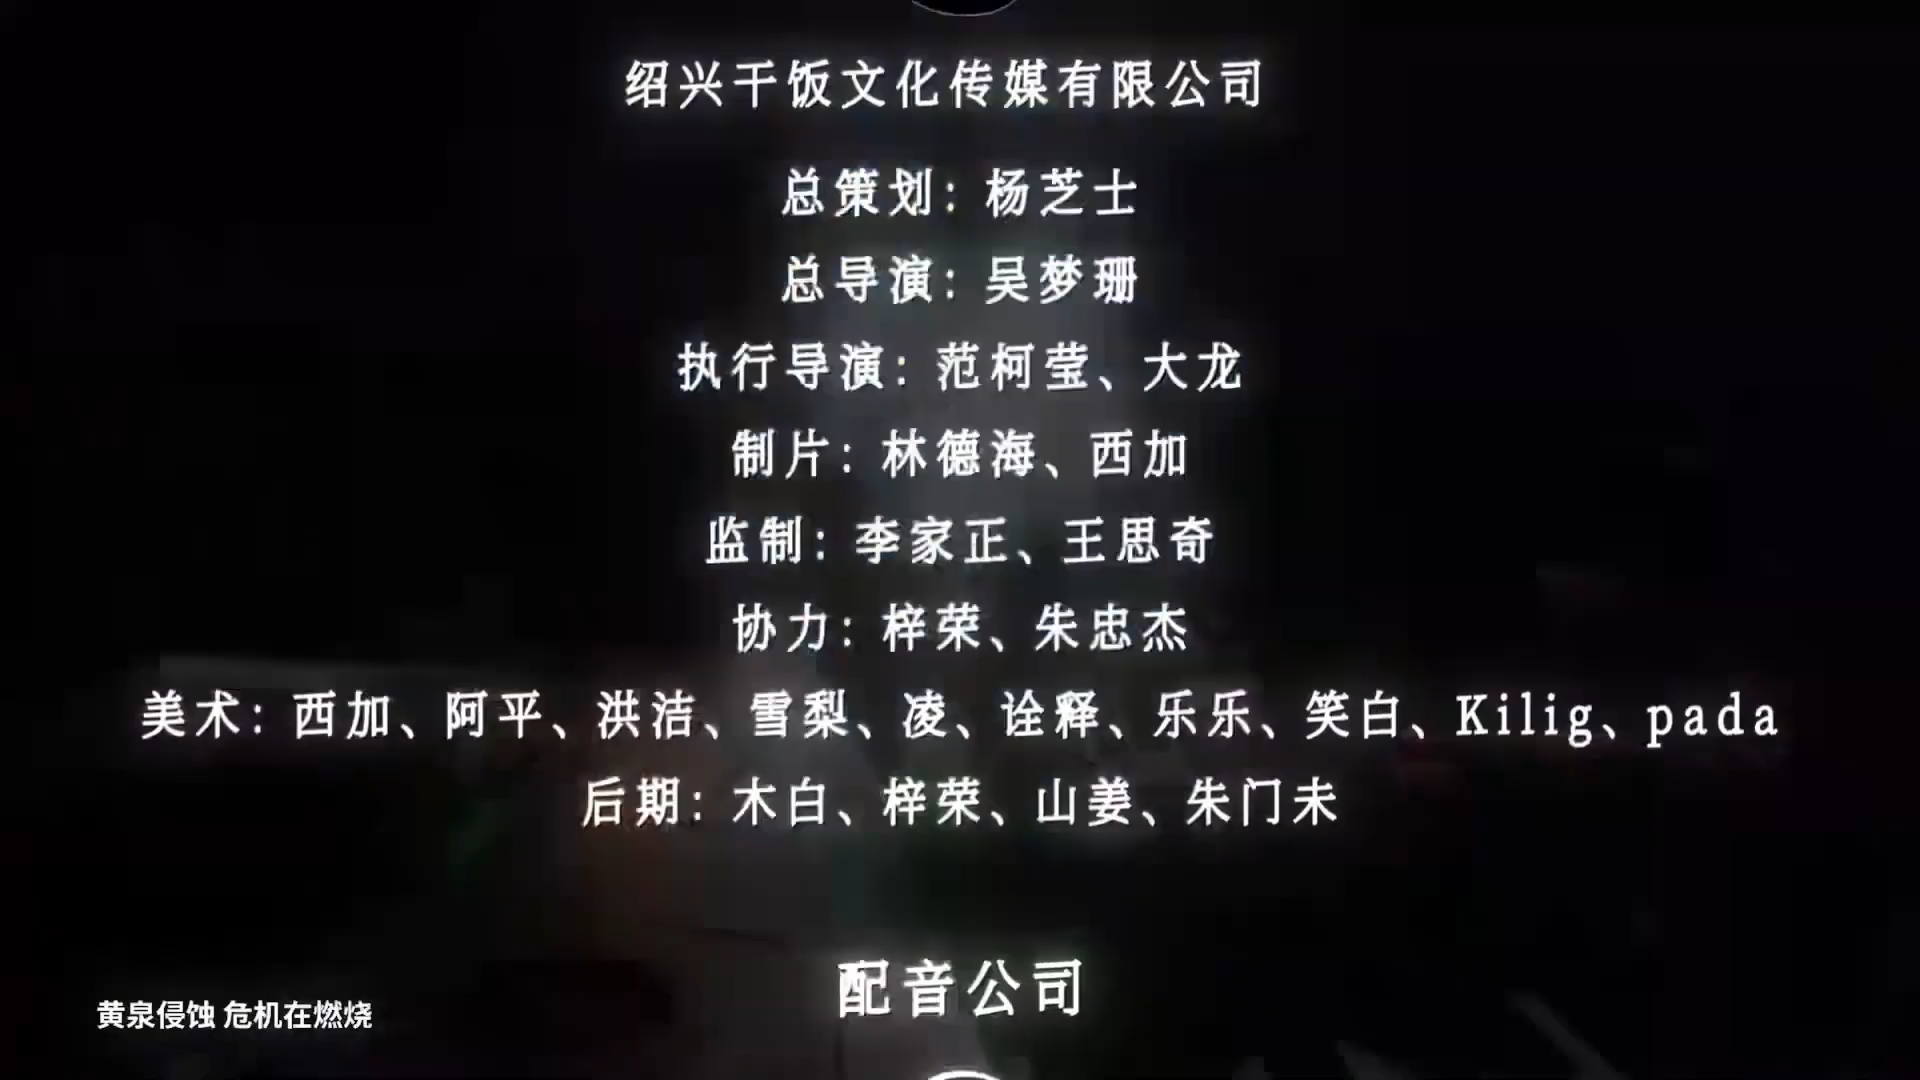 绍兴干饭文化传媒有限公司
总策划：杨芝士
总导演：吴梦珊
执行导演：范柯莹、大龙
制片：林德海、西加
监制：李家正、王思奇
协力：梓荣、朱忠杰
美术：西加、阿平、洪洁、雪梨、凌、诠释、乐乐、笑白、Kilig、pada
后期：木白、梓荣、山姜、朱门未
配音公司
黄泉侵蚀 危机在燃烧